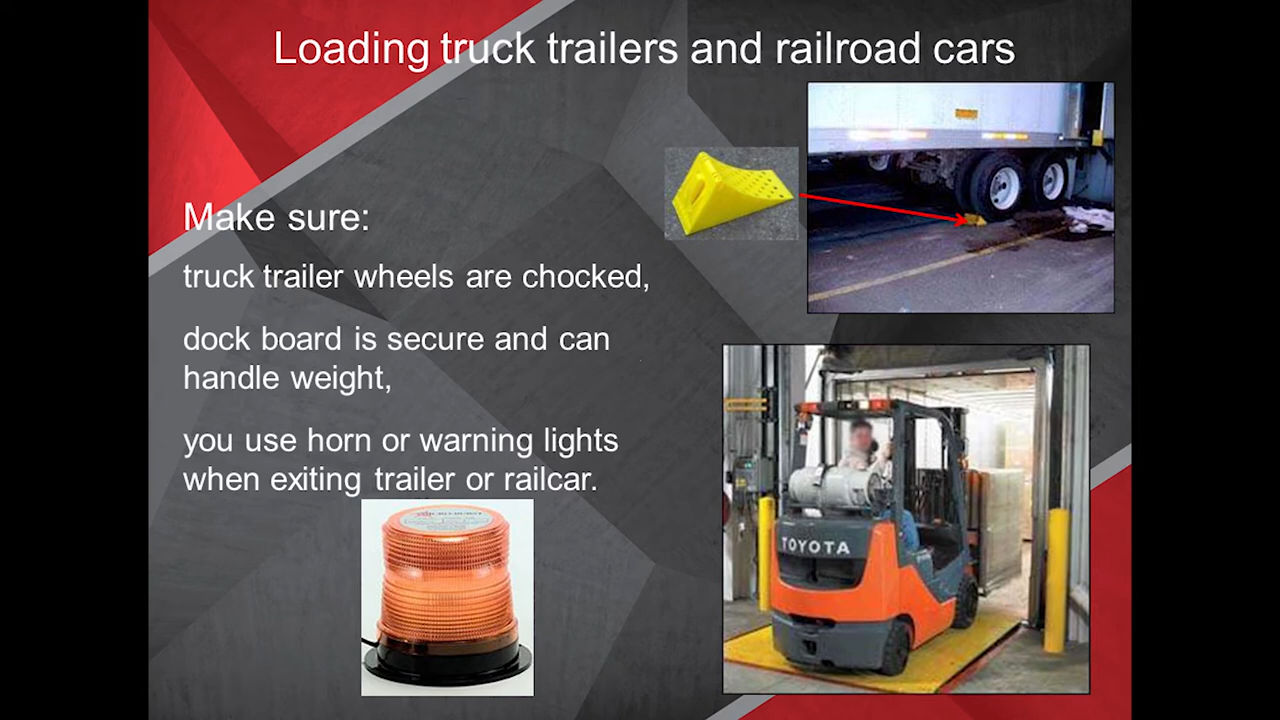 Loading truck trailers and railroad cars
Make sure:
truck trailer wheels are chocked,
dock board is secure and can
handle weight,
you use horn or warning lights
when exiting trailer or railcar.
TOYOTA